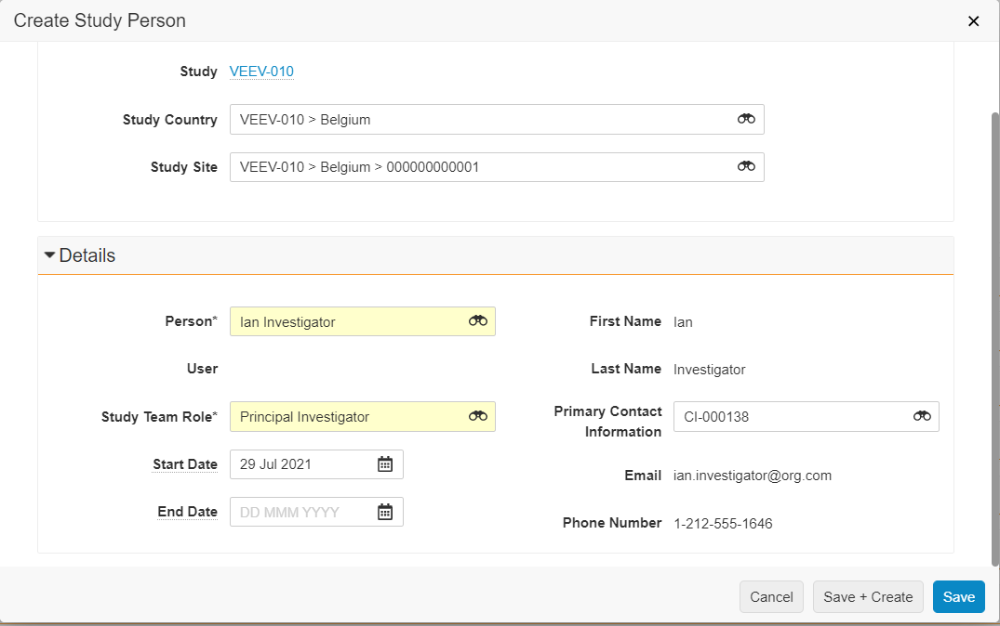 Create Study Person
Study VEEV-010
Study Country VEEV-010 > Belgium
Study Site VEEV-010 > Belgium > 000000000001
Details
Person* Ian Investigator
User
Study Team Role* Principal Investigator
Start Date 29 Jul 2021
End Date DD MMM YYYY
First Name Ian
Last Name Investigator
Primary Contact
Information CI-000138
Email ian.investigator@org.com
Phone Number 1-212-555-1646
Cancel Save + Create Save